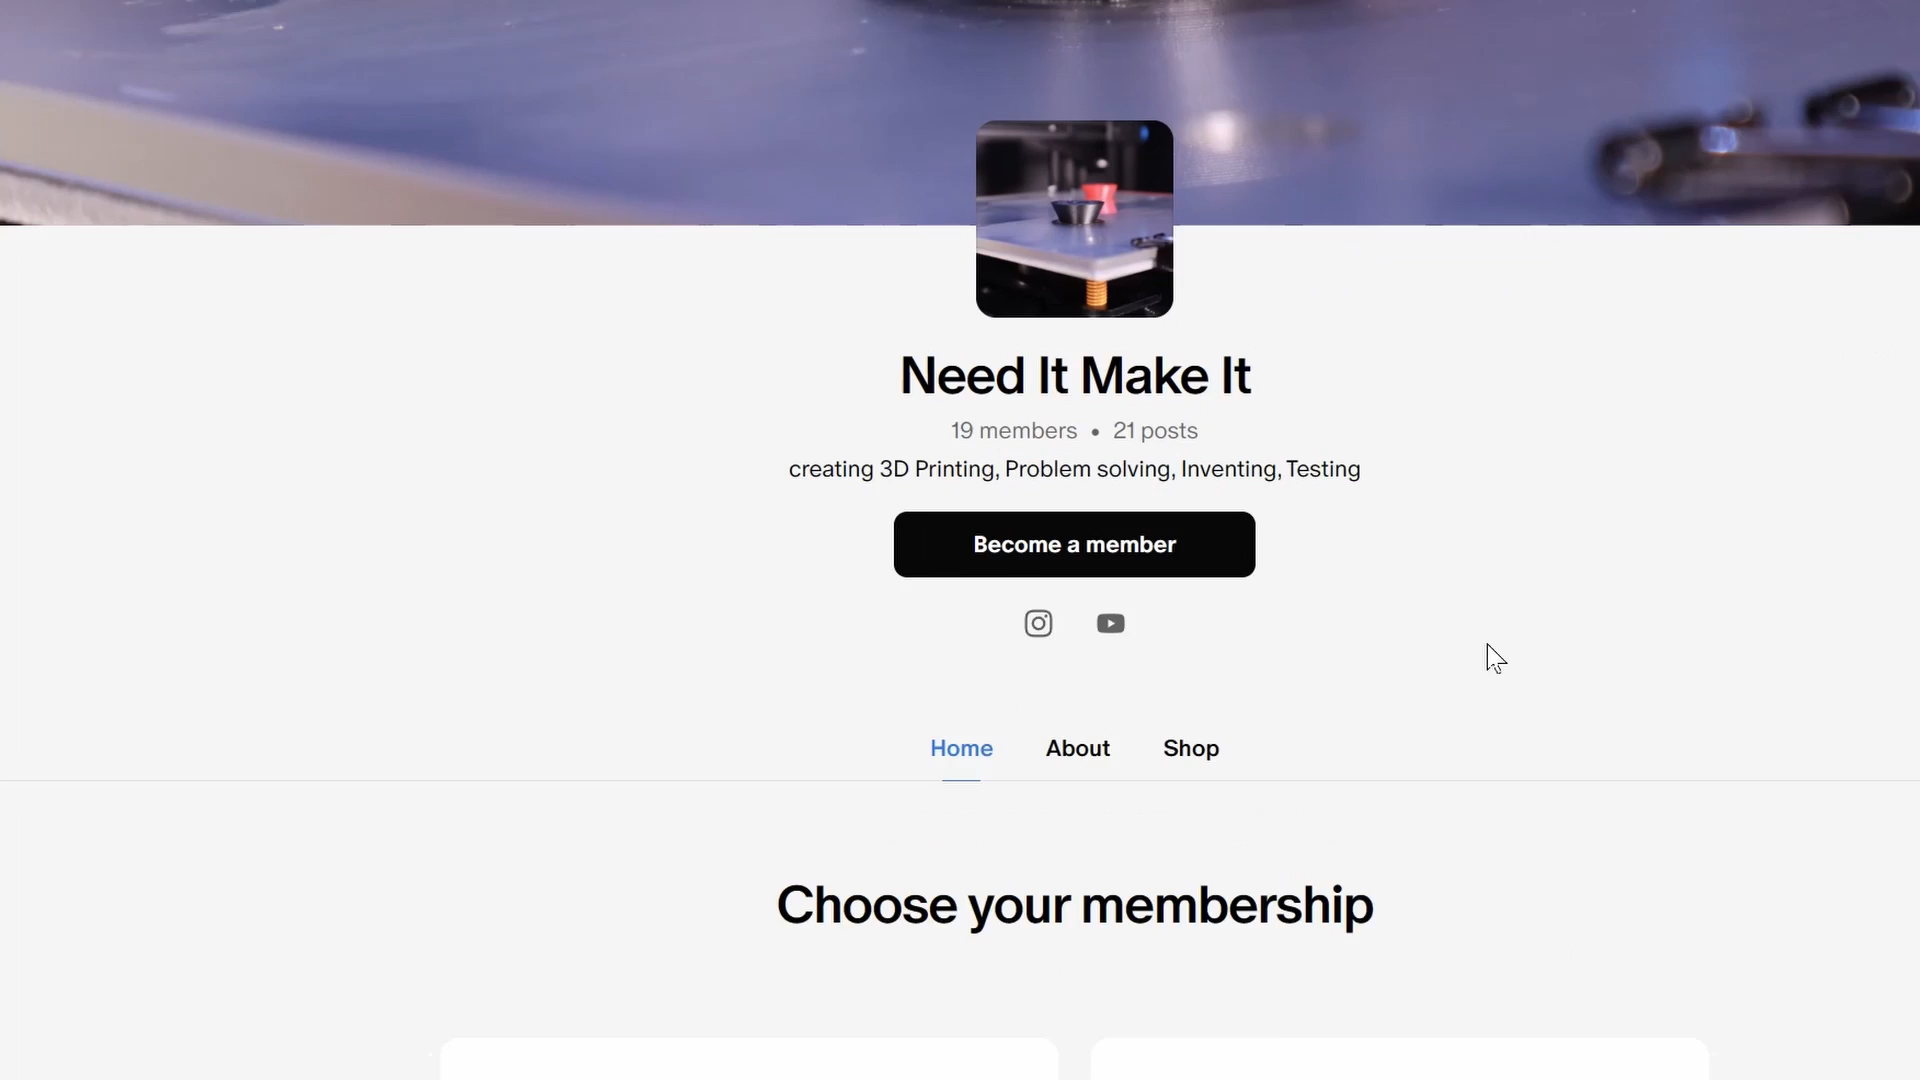 Need It Make It
19 members • 21 posts
creating 3D Printing, Problem solving, Inventing, Testing
Become a member
Home About Shop
Choose your membership